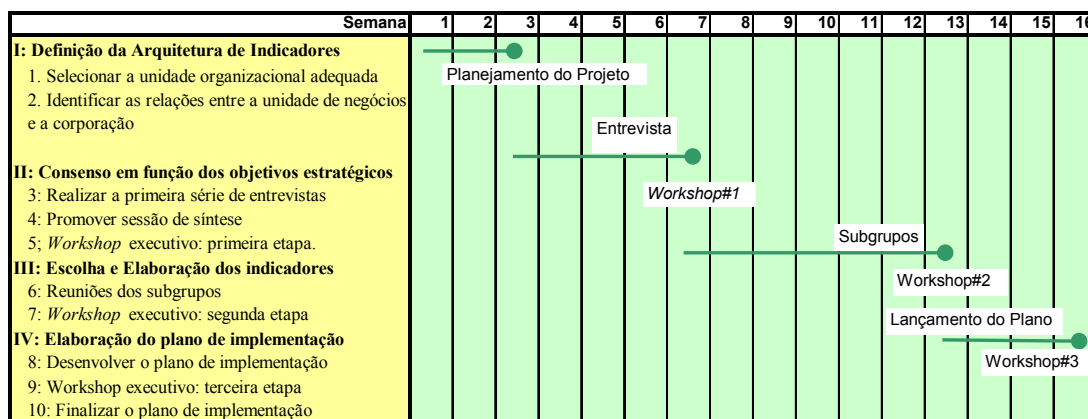 Semana 1 2 3 4 5 6 7 8 9 10 11 12 13 14 15 16
I: Definição da Arquitetura de Indicadores
1. Selecionar a unidade organizacional adequada
Planejamento do Projeto
2. Identificar as relações entre a unidade de negócios
e a corporação
Entrevista
II: Consenso em função dos objetivos estratégicos
3: Realizar a primeira série de entrevistas
Workshop#1
4: Promover sessão de síntese
5; Workshop executivo: primeira etapa.
Subgrupos
III: Escolha e Elaboração dos indicadores
6: Reuniões dos subgrupos
Workshop#2
7: Workshop executivo: segunda etapa
Lançamento do Plano
IV: Elaboração do plano de implementação
8: Desenvolver o plano de implementação
Workshop#3
9: Workshop executivo: terceira etapa
10: Finalizar o plano de implementação